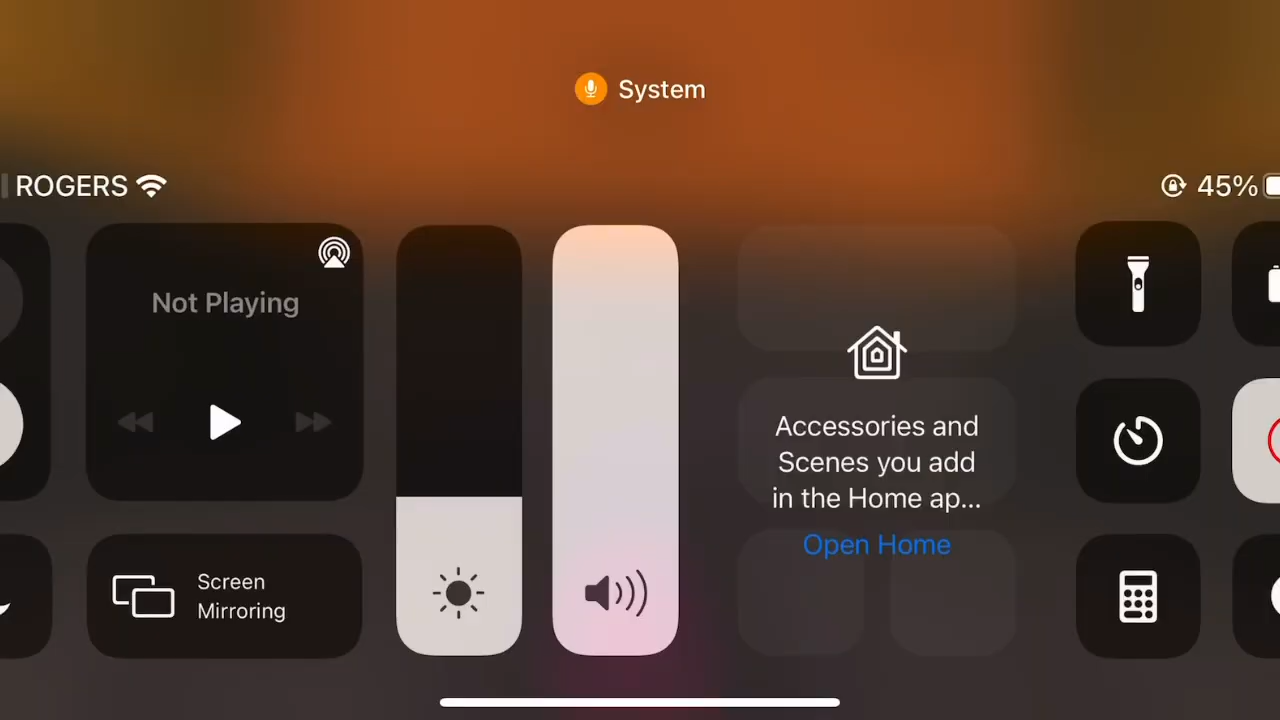 System
ROGERS
45%
Not Playing
Accessories and
Scenes you add
in the Home ap...
Open Home
Screen
Mirroring